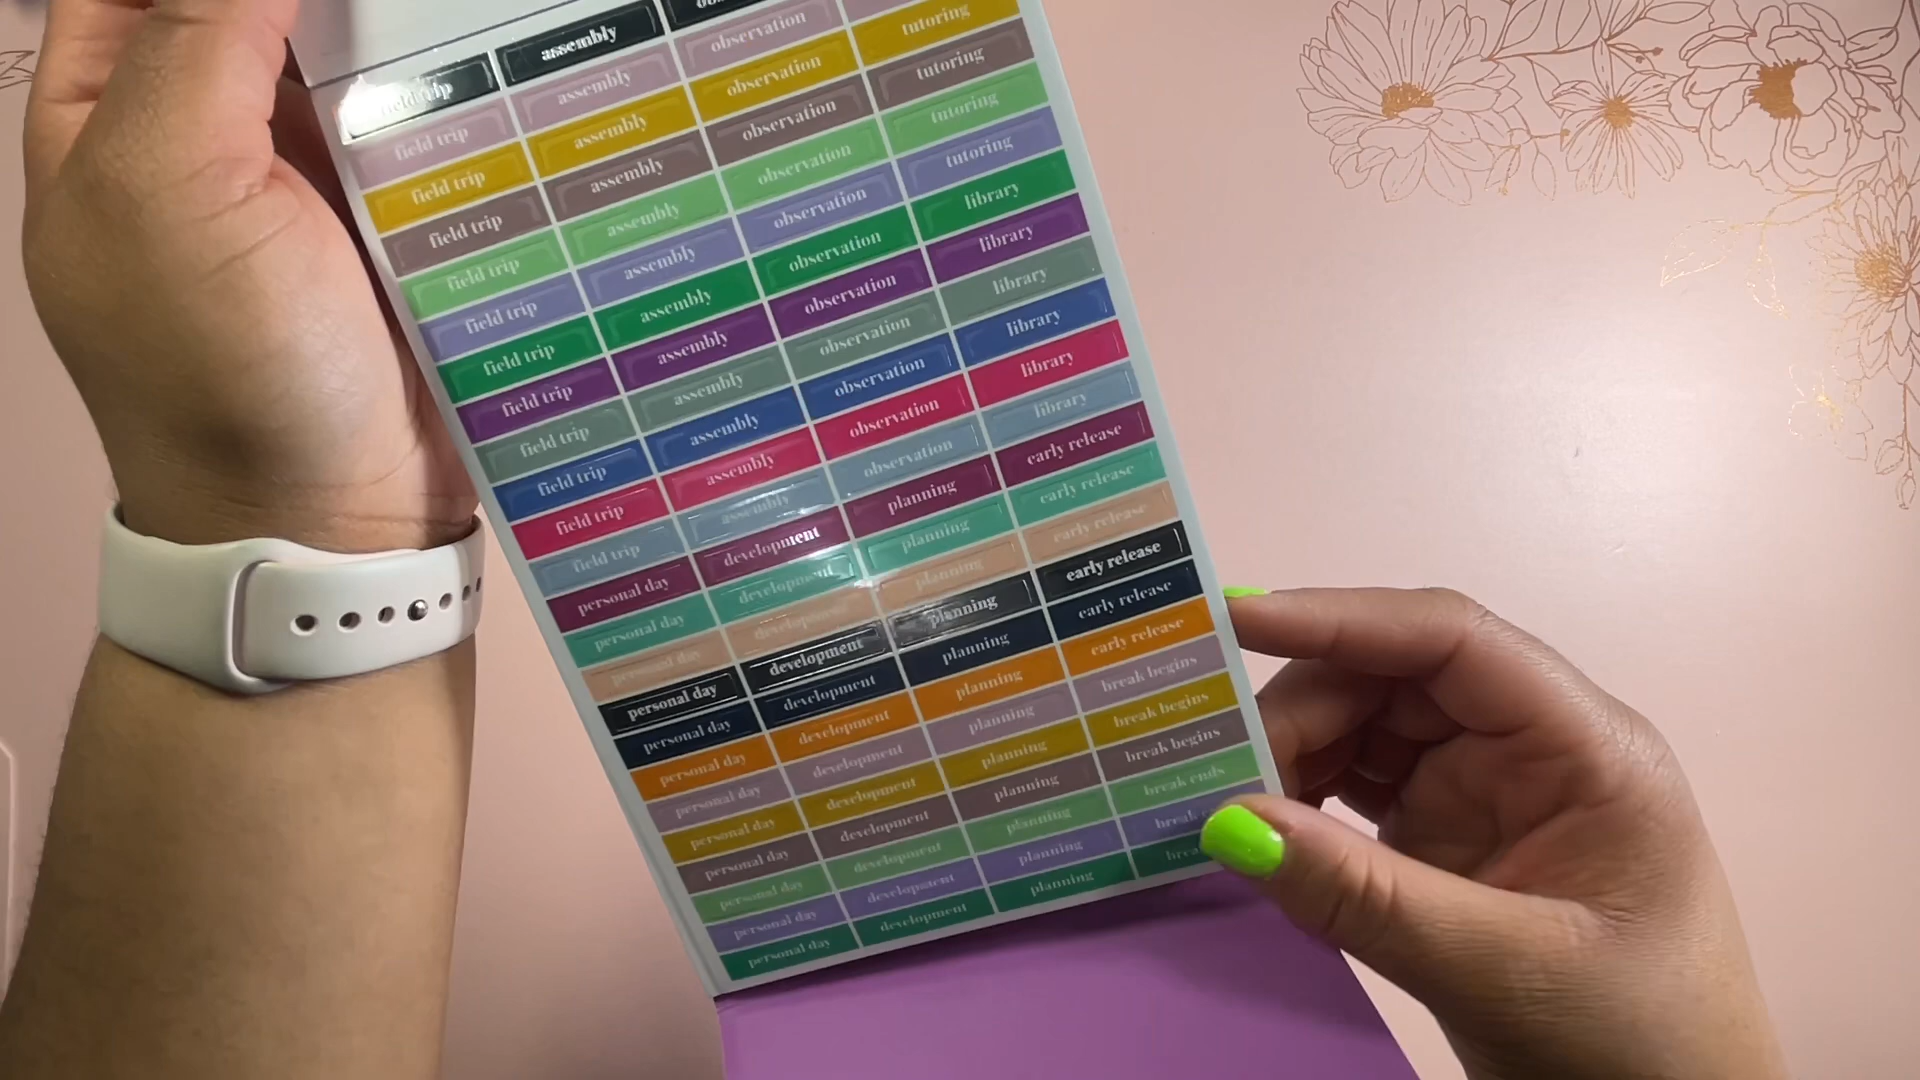 field trip assembly
field trip assembly observation
field trip assembly observation tutoring
field trip assembly observation tutoring
field trip assembly observation tutoring
field trip assembly observation tutoring
field trip assembly observation library
field trip assembly observation library
field trip assembly observation library
field trip assembly observation library
field trip assembly observation library
field trip assembly observation library
personal day development planning early release
personal day development planning early release
personal day development planning early release
personal day development planning early release
personal day development planning early release
personal day development planning early release
personal day development planning break begins
personal day development planning break begins
personal day development planning break begins
personal day development planning break ends
personal day development planning break
personal day development planning